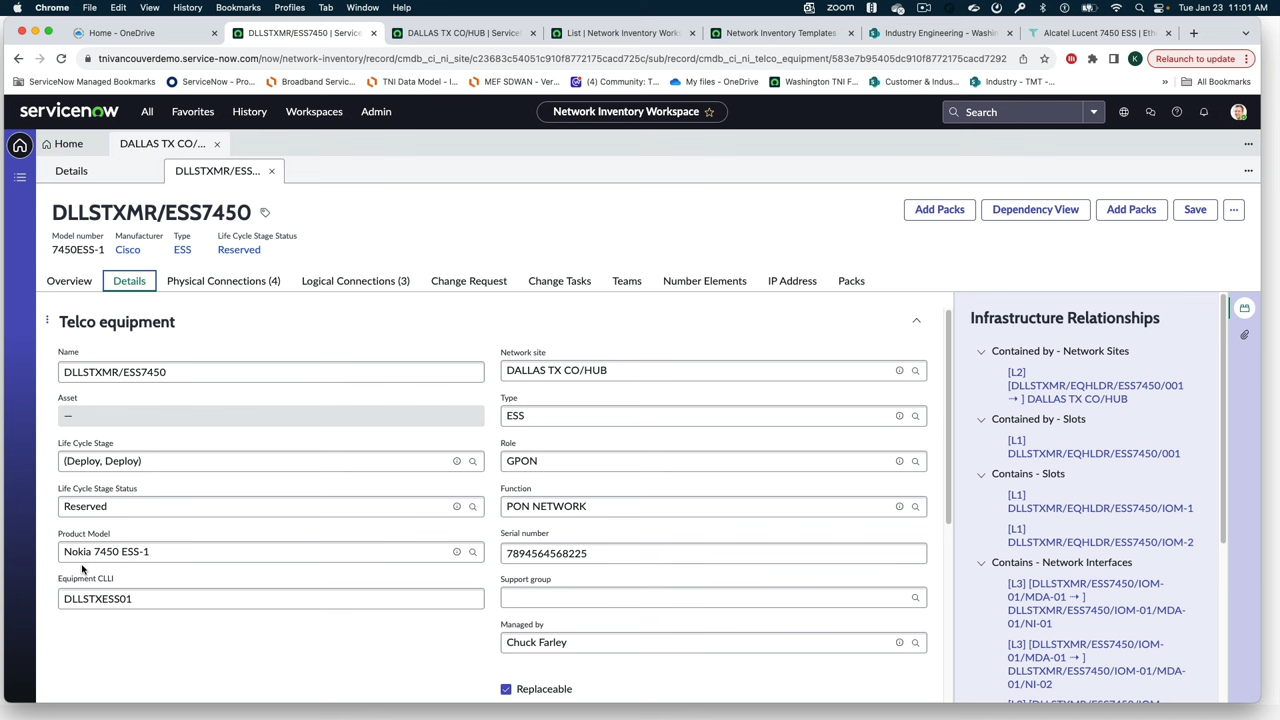 Chrome File Edit View History Bookmarks Profiles Tab Window Help zoom Tue Jan 23 11:01 AM
Home - OneDrive × DLLSTXMR/ESS7450 | Service × DALLAS TX CO/HUB | Service × List | Network Inventory Works × Network Inventory Templates × Industry Engineering - Washin × Alcatel Lucent 7450 ESS | Eth ×
tnivancouverdemo.service-now.com/now/network-inventory/record/cmdb_ci_ni_site/c23683c54051c910f8772175cacd725c/sub/record/cmdb_ci_ni_telco_equipment/583e7b95405dc910f8772175cacd7292 K Relaunch to update
ServiceNow Managed Bookmarks ServiceNow - Pro... Broadband Servic... TNI Data Model - I... MEF SDWAN - Ver... (4) Community: T... My files - OneDrive Washington TNI F... Customer & Indus... Industry - TMT -... » All Bookmarks
servicenow All Favorites History Workspaces Admin Network Inventory Workspace Search
Home DALLAS TX CO/... ×
Details DLLSTXMR/ESS... ×
DLLSTXMR/ESS7450 Add Packs Dependency View Add Packs Save
Model number Manufacturer Type Life Cycle Stage Status
7450ESS-1 Cisco ESS Reserved
Overview Details Physical Connections (4) Logical Connections (3) Change Request Change Tasks Teams Number Elements IP Address Packs
Telco equipment
Name
DLLSTXMR/ESS7450
Asset
—
Life Cycle Stage
(Deploy, Deploy)
Life Cycle Stage Status
Reserved
Product Model
Nokia 7450 ESS-1
Equipment CLLI
DLLSTXESS01
Network site
DALLAS TX CO/HUB
Type
ESS
Role
GPON
Function
PON NETWORK
Serial number
7894564568225
Support group
Managed by
Chuck Farley
Replaceable
Infrastructure Relationships
Contained by - Network Sites
[L2]
[DLLSTXMR/EQHLDR/ESS7450/001
➝ ] DALLAS TX CO/HUB
Contained by - Slots
[L1]
DLLSTXMR/EQHLDR/ESS7450/001
Contains - Slots
[L1]
DLLSTXMR/EQHLDR/ESS7450/IOM-1
[L1]
DLLSTXMR/EQHLDR/ESS7450/IOM-2
Contains - Network Interfaces
[L3] [DLLSTXMR/ESS7450/IOM-
01/MDA-01 ➝ ]
DLLSTXMR/ESS7450/IOM-01/MDA-
01/NI-01
[L3] [DLLSTXMR/ESS7450/IOM-
01/MDA-01 ➝ ]
DLLSTXMR/ESS7450/IOM-01/MDA-
01/NI-02